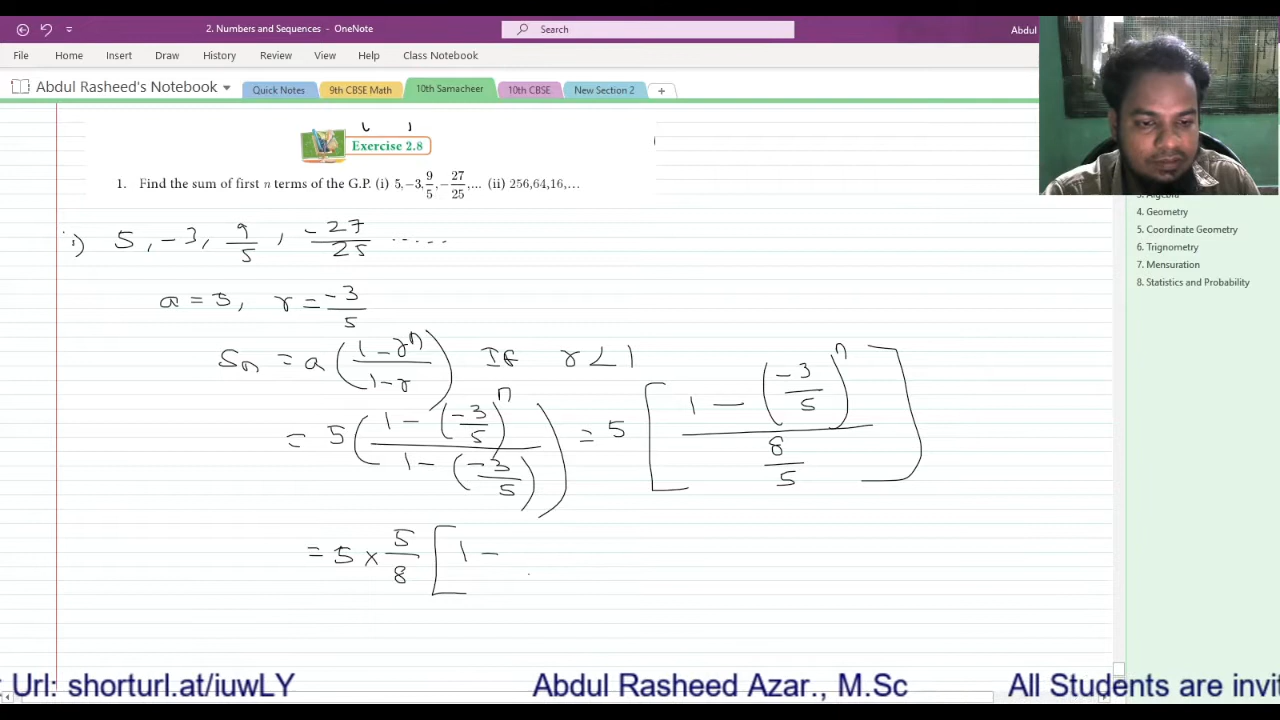 2. Numbers and Sequences - OneNote
Search
Abdul
File Home Insert Draw History Review View Help Class Notebook
Abdul Rasheed's Notebook Quick Notes 9th CBSE Math 10th Samacheer 10th CBSE New Section 2 +
Exercise 2.8
1. Find the sum of first n terms of the G.P. (i) 5, −3, 9/5, −27/25, ... (ii) 256,64,16,…
i) 5, -3, 9/5, -27/25 .....
a = 5, r = -3/5
Sn = a ((1 - r^n)/(1 - r)) If r < 1
= 5 ((1 - (-3/5)^n)/(1 - (-3/5))) = 5 [(1 - (-3/5)^n)/(8/5)]
= 5 × 5/8 [1 -
4. Geometry
5. Coordinate Geometry
6. Trignometry
7. Mensuration
8. Statistics and Probability
Url: shorturl.at/iuwLY Abdul Rasheed Azar., M.Sc All Students are invit